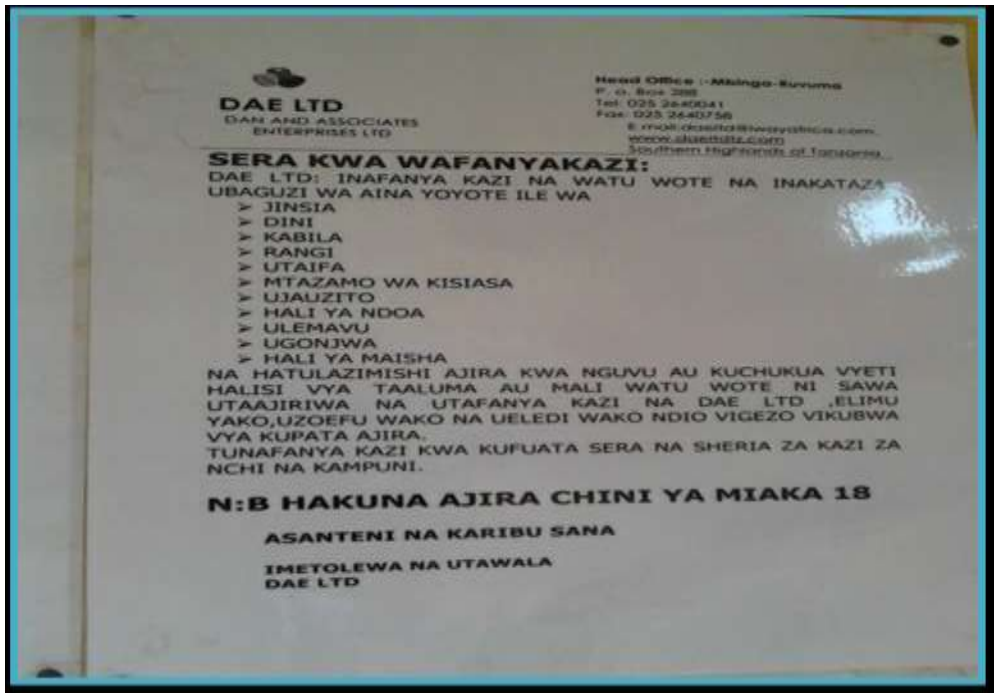 DAE LTD
DAN AND ASSOCIATES
ENTERPRISES LTD
Head Office :-Mbinga-Ruvuma
P. o. Box 288
Tel: 025 2640041
Fax: 025 2640758
E mail:daeltd@iwayafrica.com,
www.daeltdtz.com
Southern Highlands of Tanzania
SERA KWA WAFANYAKAZI:
DAE LTD: INAFANYA KAZI NA WATU WOTE NA INAKATAZA
UBAGUZI WA AINA YOYOTE ILE WA
➢ JINSIA
➢ DINI
➢ KABILA
➢ RANGI
➢ UTAIFA
➢ MTAZAMO WA KISIASA
➢ UJAUZITO
➢ HALI YA NDOA
➢ ULEMAVU
➢ UGONJWA
➢ HALI YA MAISHA
NA HATULAZIMISHI AJIRA KWA NGUVU AU KUCHUKUA VYETI
HALISI VYA TAALUMA AU MALI WATU WOTE NI SAWA
UTAAJIRIWA NA UTAFANYA KAZI NA DAE LTD ,ELIMU
YAKO,UZOEFU WAKO NA UELEDI WAKO NDIO VIGEZO VIKUBWA
VYA KUPATA AJIRA.
TUNAFANYA KAZI KWA KUFUATA SERA NA SHERIA ZA KAZI ZA
NCHI NA KAMPUNI.
N:B HAKUNA AJIRA CHINI YA MIAKA 18
ASANTENI NA KARIBU SANA
IMETOLEWA NA UTAWALA
DAE LTD